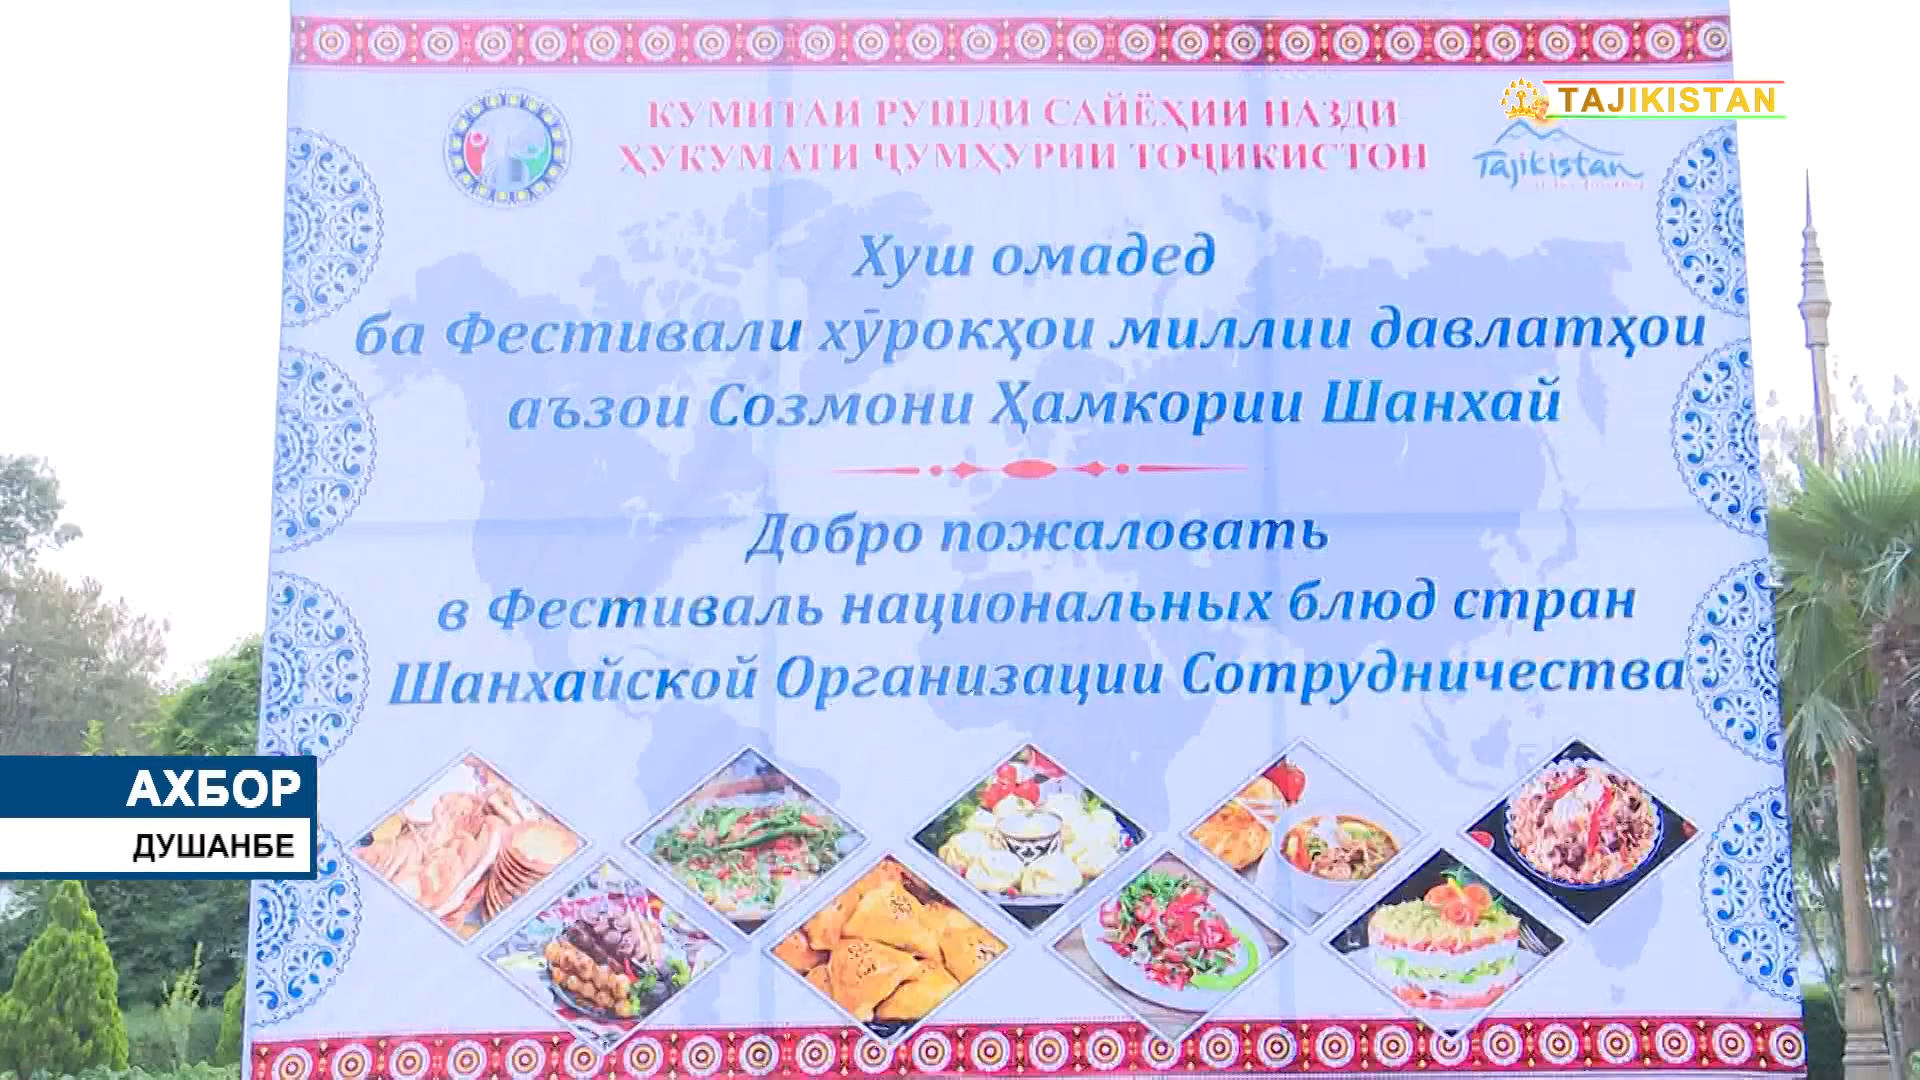 TAJIKISTAN
КУМИТАИ РУШДИ САЙЁҲИИ НАЗДИ
ҲУКУМАТИ ҶУМҲУРИИ ТОҶИКИСТОН
Tajikistan
Хуш омадед
ба Фестивали хӯрокҳои миллии давлатҳои
аъзои Созмони Ҳамкории Шанхай
Добро пожаловать
в Фестиваль национальных блюд стран
Шанхайской Организации Сотрудничества
АХБОР
ДУШАНБЕ